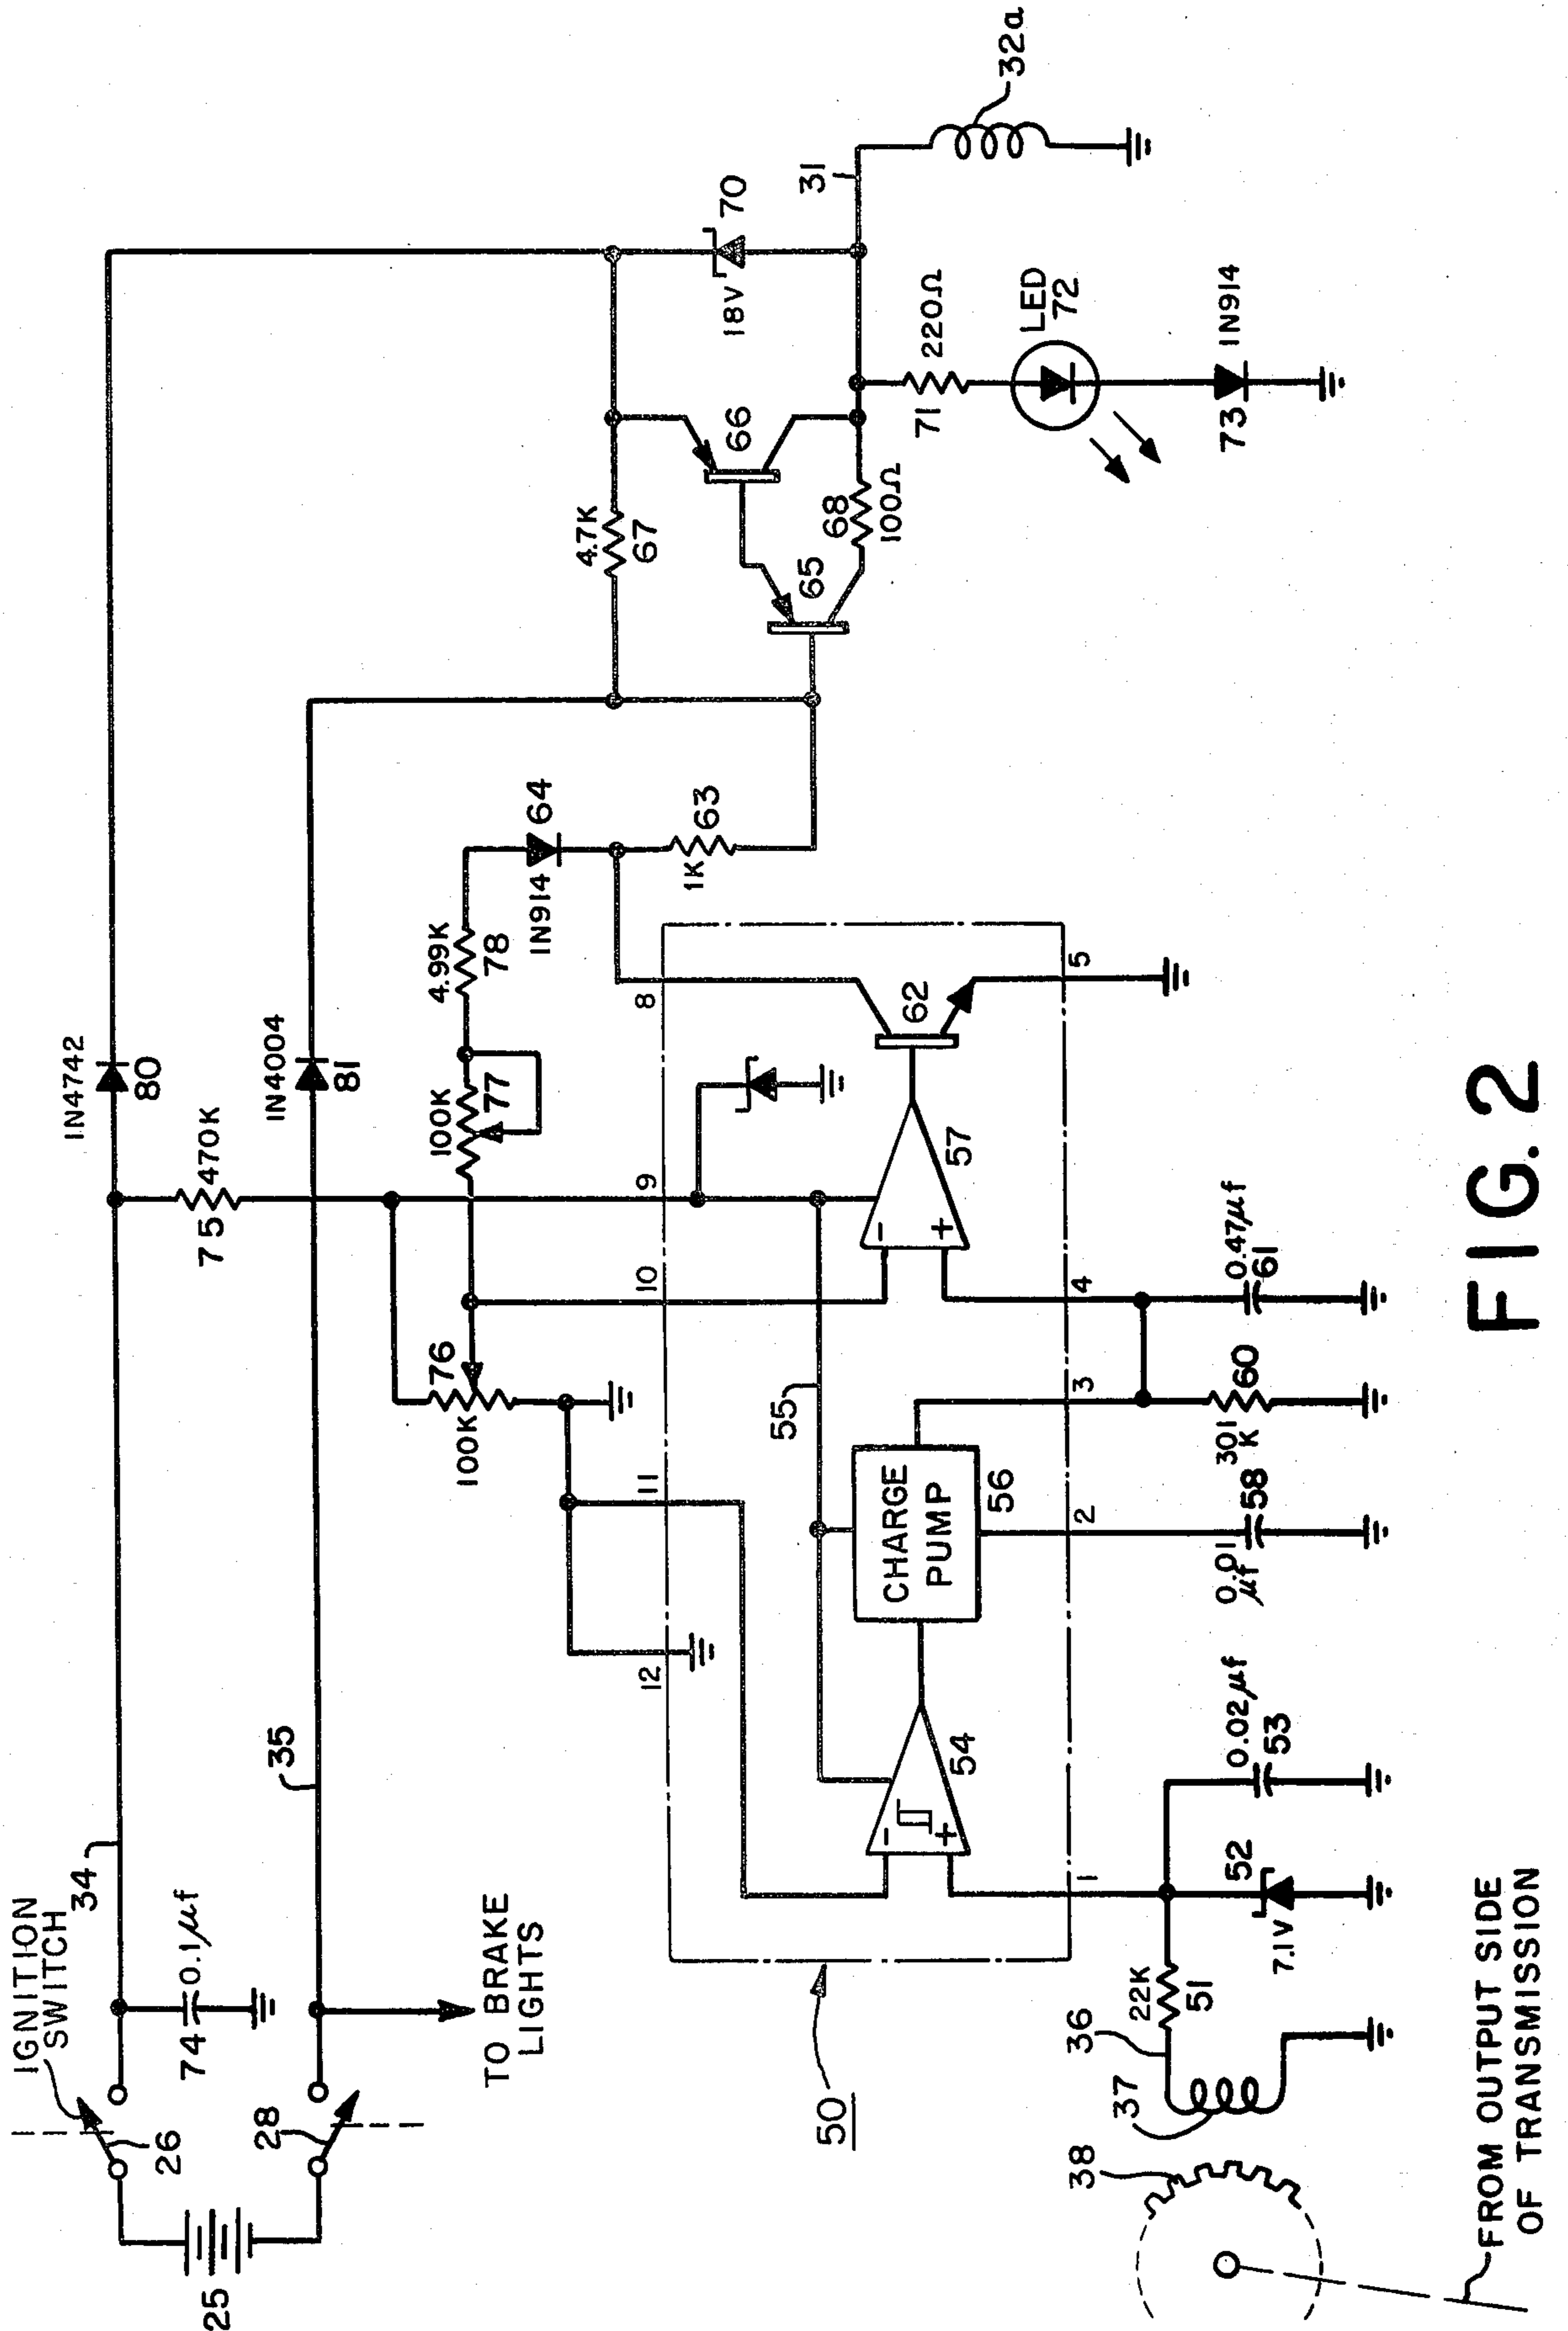 IGNITION
SWITCH
26
34
74
0.1µf
25
28
35
TO BRAKE
LIGHTS
1N4742
80
75
470K
1N4004
81
76
100K
100K
77
4.99K
78
1N914
64
1K
63
4.7K
67
65
66
68
100Ω
18V
70
31
32a
71
220Ω
LED
72
73
1N914
50
12
11
10
9
8
54
55
CHARGE
PUMP
56
57
62
1
2
3
4
5
38
37
36
22K
51
7.1V
52
0.02µf
53
0.01
µf
58
301
K
60
0.47µf
61
FROM OUTPUT SIDE
OF TRANSMISSION
FIG. 2